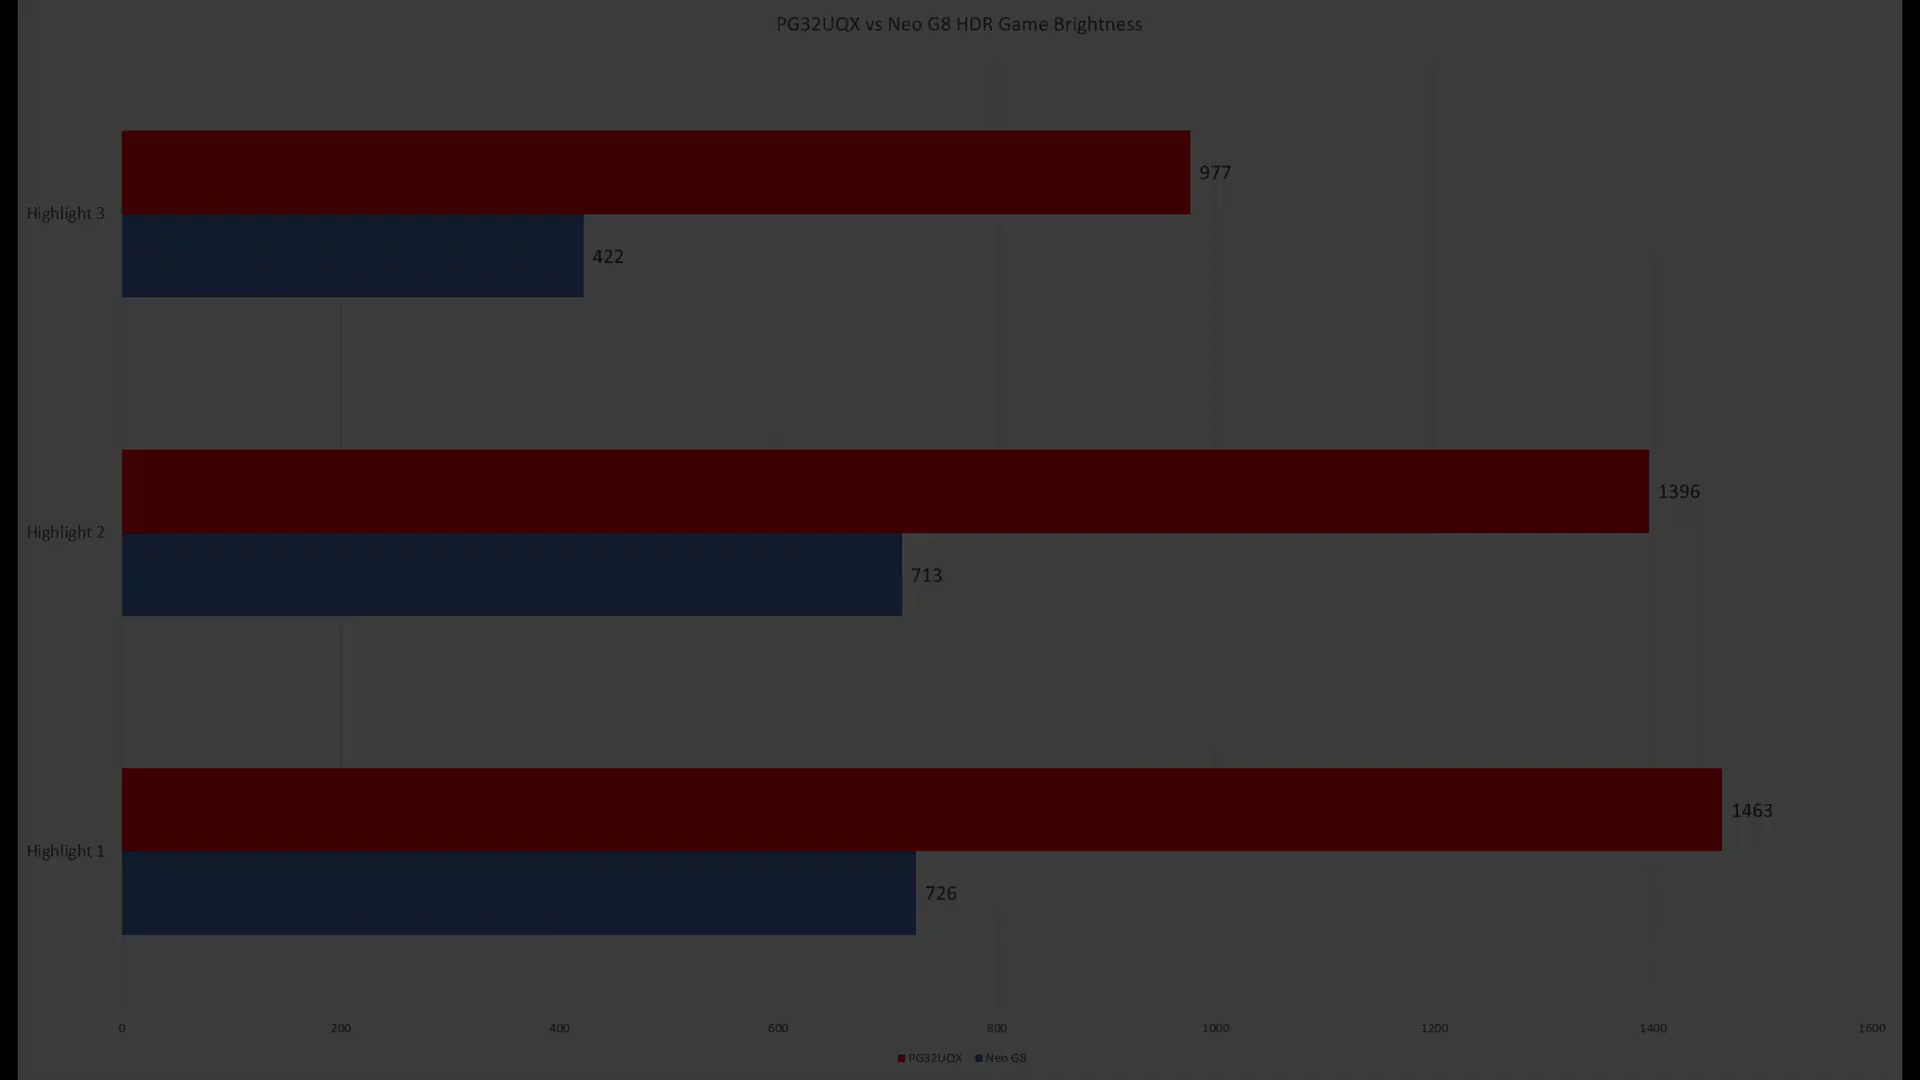 PG32UQX vs Neo G8 HDR Game Brightness
977
Highlight 3
422
1396
Highlight 2
713
1463
Highlight 1
726
0 200 400 600 800 1000 1200 1400 1600
PG32UQX Neo G8